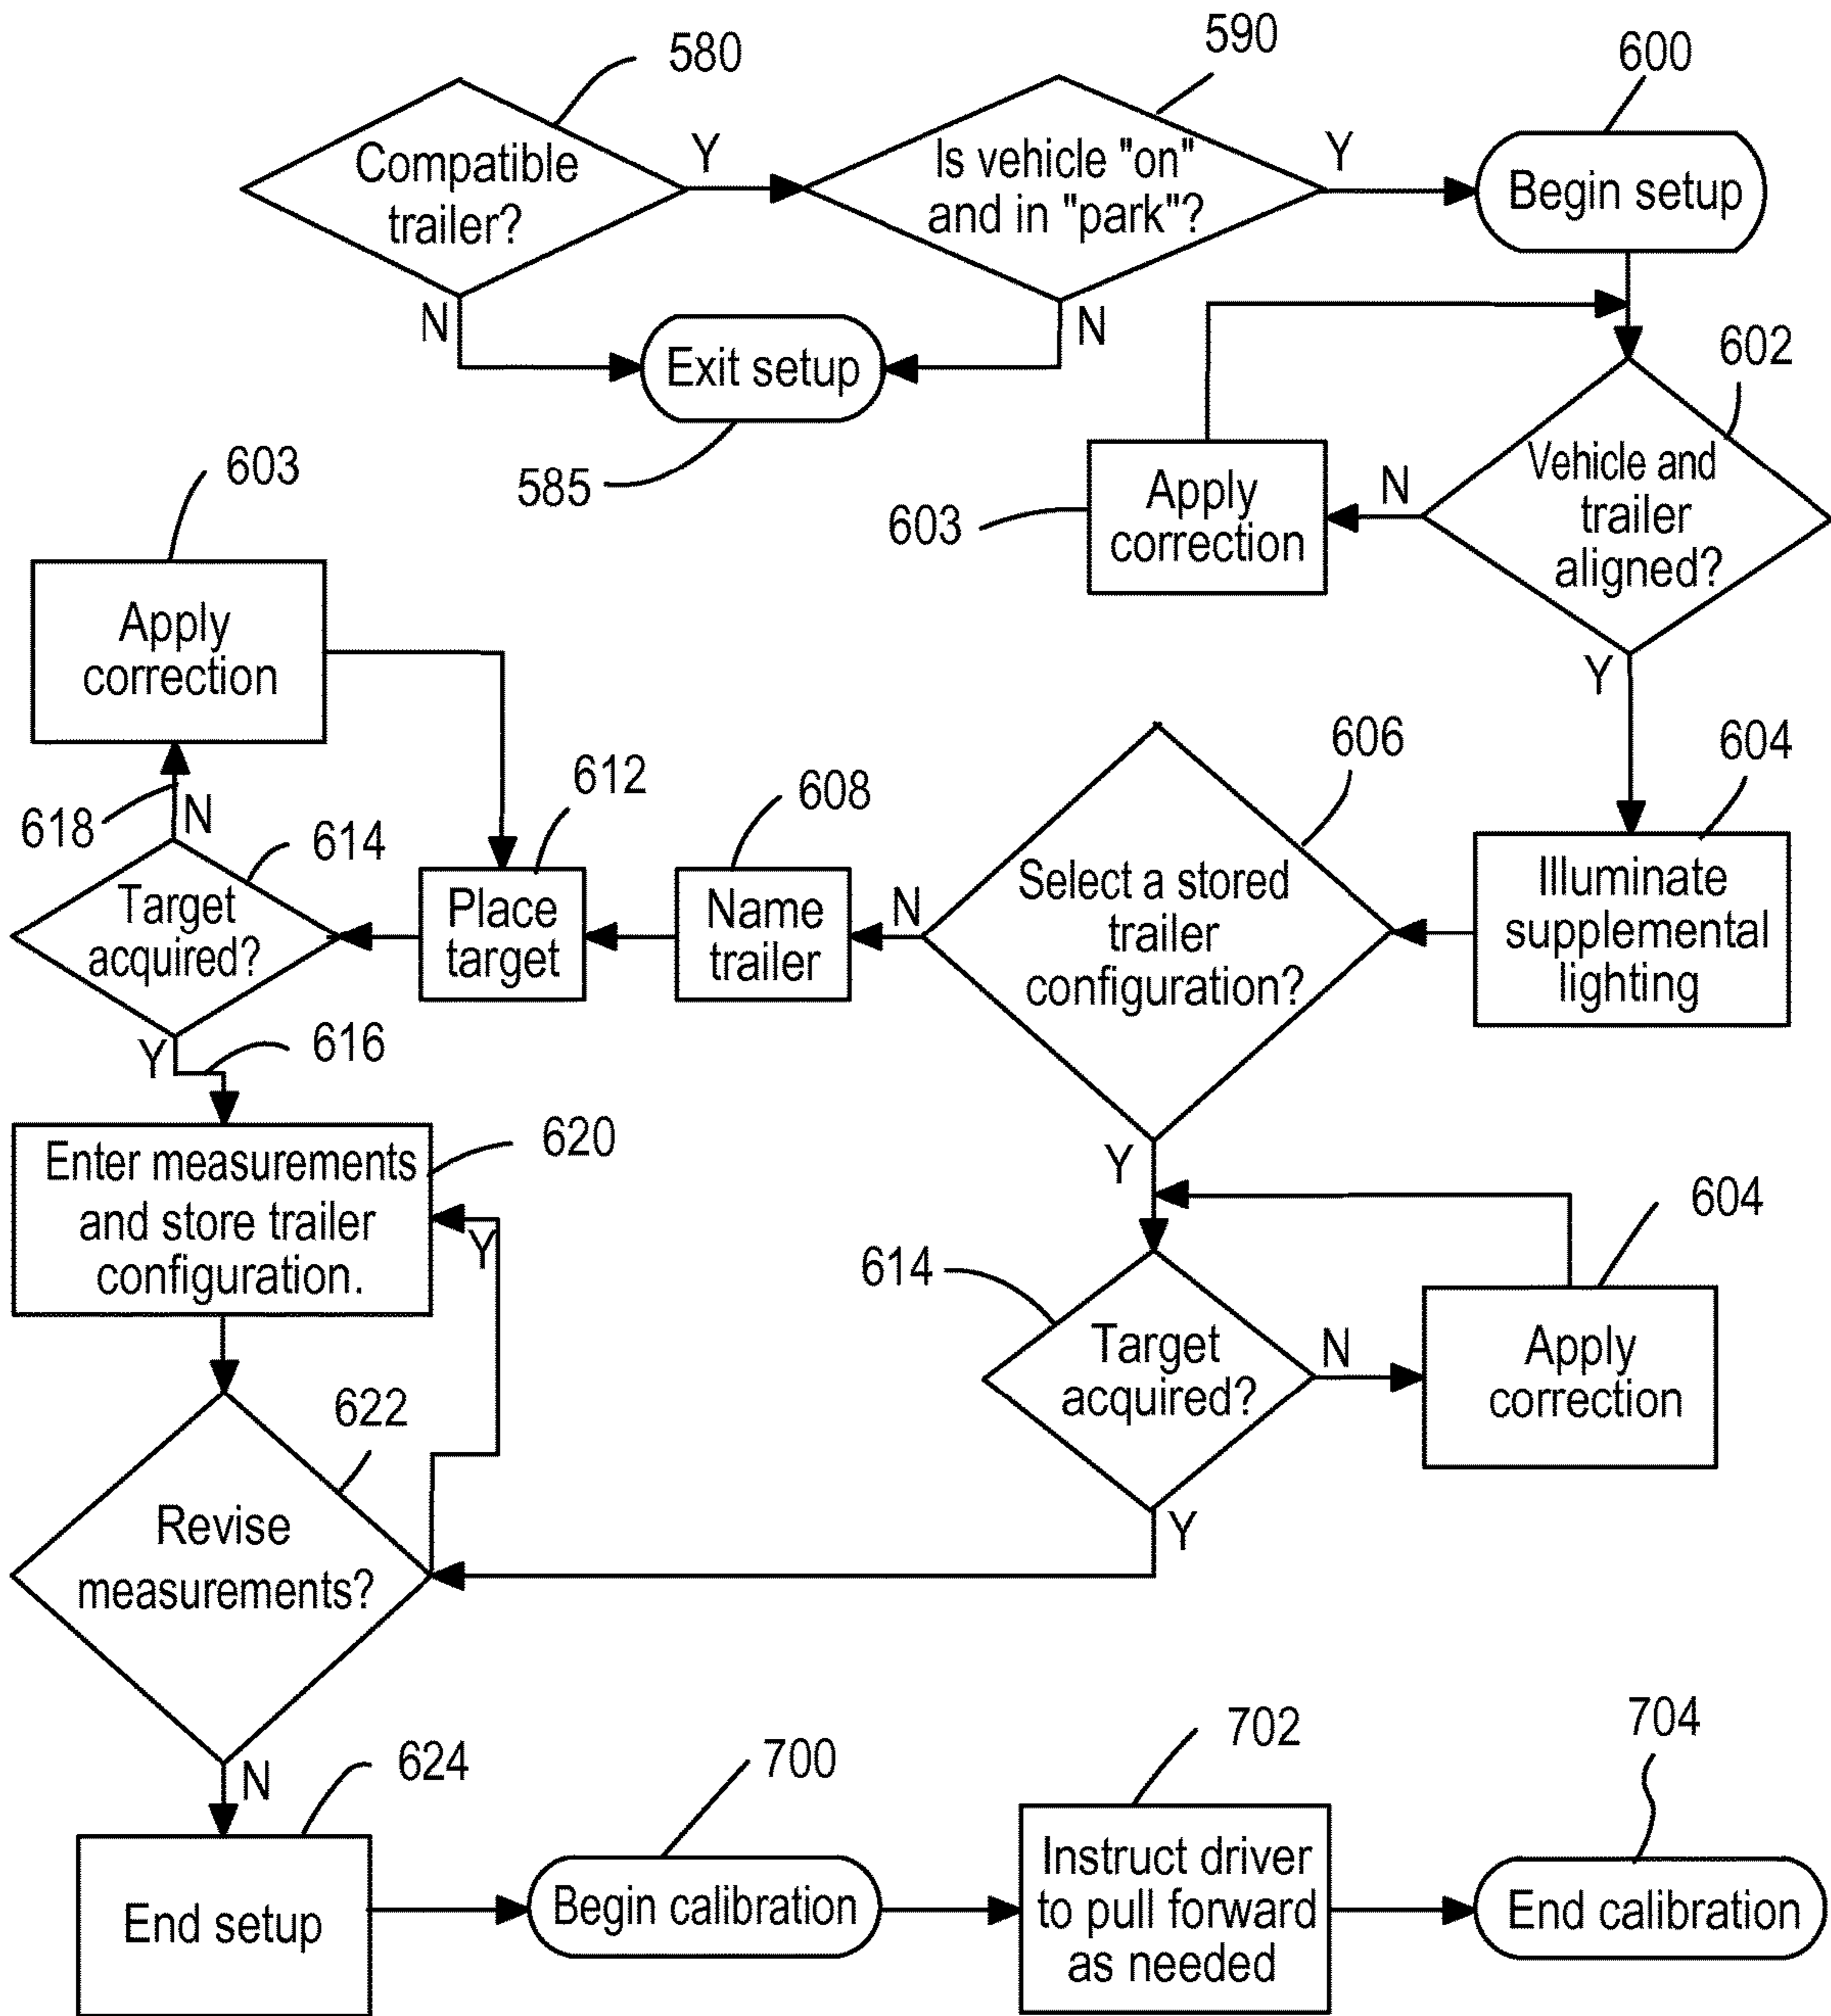 580
590
600
Compatible
trailer?
Y
Is vehicle "on"
and in "park"?
Y
Begin setup
N
Exit setup
N
585
602
603
Vehicle and
trailer
aligned?
N
Apply
correction
603
Y
Apply
correction
618
N
614
612
608
606
604
Target
acquired?
Place
target
Name
trailer
N
Select a stored
trailer
configuration?
Illuminate
supplemental
lighting
Y
616
Y
Enter measurements
and store trailer
configuration.
620
Y
614
Target
acquired?
N
604
Apply
correction
Y
622
Revise
measurements?
N
624
700
702
704
End setup
Begin calibration
Instruct driver
to pull forward
as needed
End calibration